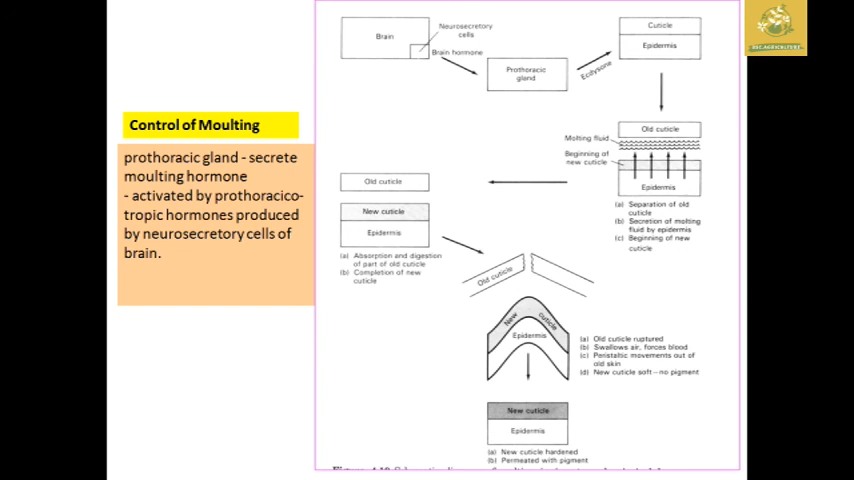 Control of Moulting
prothoracic gland - secrete
moulting hormone
- activated by prothoracico-
tropic hormones produced
by neurosecretory cells of
brain.
Brain
Neurosecretory
cells
Brain hormone
Prothoracic
gland
Ecdysone
Cuticle
Epidermis
Old cuticle
Molting fluid
Beginning of
new cuticle
Epidermis
(a) Separation of old
cuticle
(b) Secretion of molting
fluid by epidermis
(c) Beginning of new
cuticle
Old cuticle
New cuticle
Epidermis
(a) Absorption and digestion
of part of old cuticle
(b) Completion of new
cuticle
Old cuticle
New cuticle
Epidermis
(a) Old cuticle ruptured
(b) Swallows air, forces blood
(c) Peristaltic movements out of
old skin
(d) New cuticle soft—no pigment
New cuticle
Epidermis
(a) New cuticle hardened
(b) Permeated with pigment